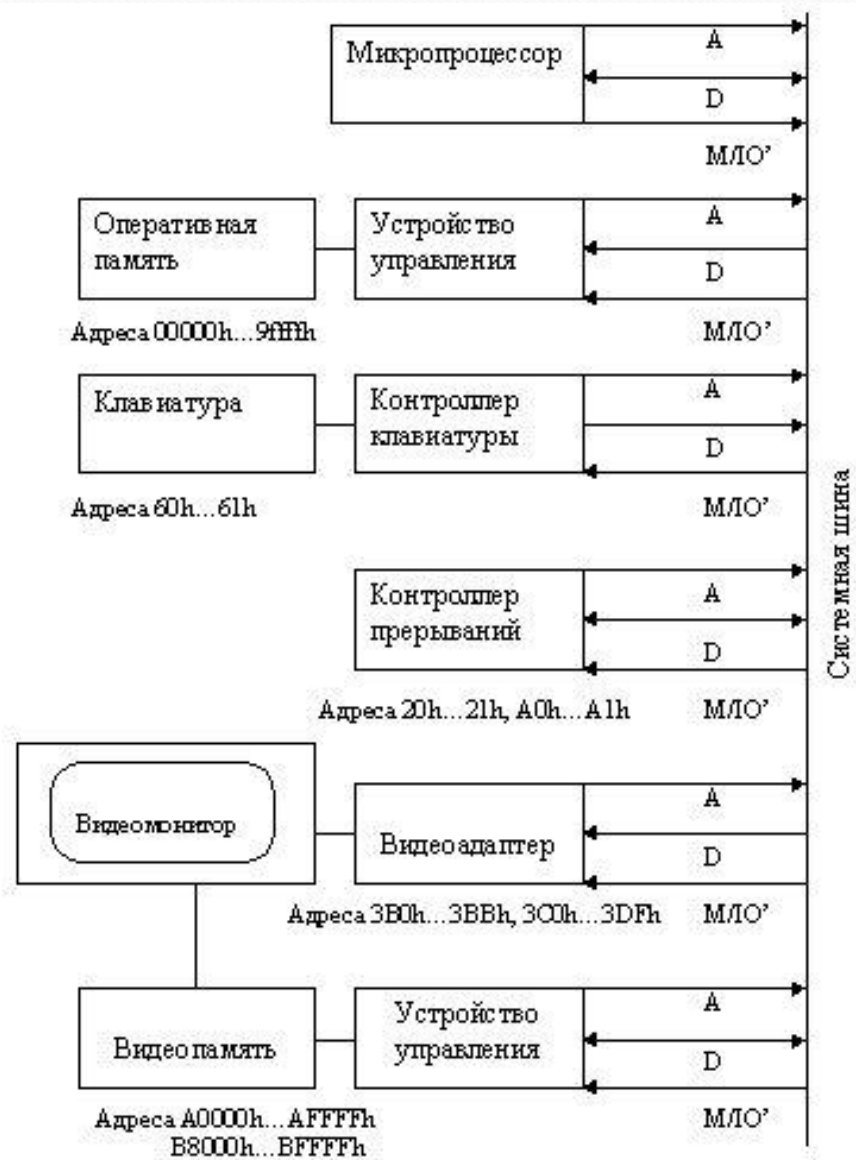 Микропроцессор
A
D
M/IO’
Оперативная
память
Устройство
управления
A
D
Адреса 00000h...9ffffh
M/IO’
Клавиатура
Контроллер
клавиатуры
A
D
Адреса 60h...61h
M/IO’
Системная шина
Контроллер
прерываний
A
D
Адреса 20h...21h, A0h...A1h
M/IO’
Видеомонитор
Видеоадаптер
A
D
Адреса 3B0h...3BBh, 3C0h...3DFh
M/IO’
Видеопамять
Устройство
управления
A
D
Адреса A0000h...AFFFFh
B8000h...BFFFFh
M/IO’